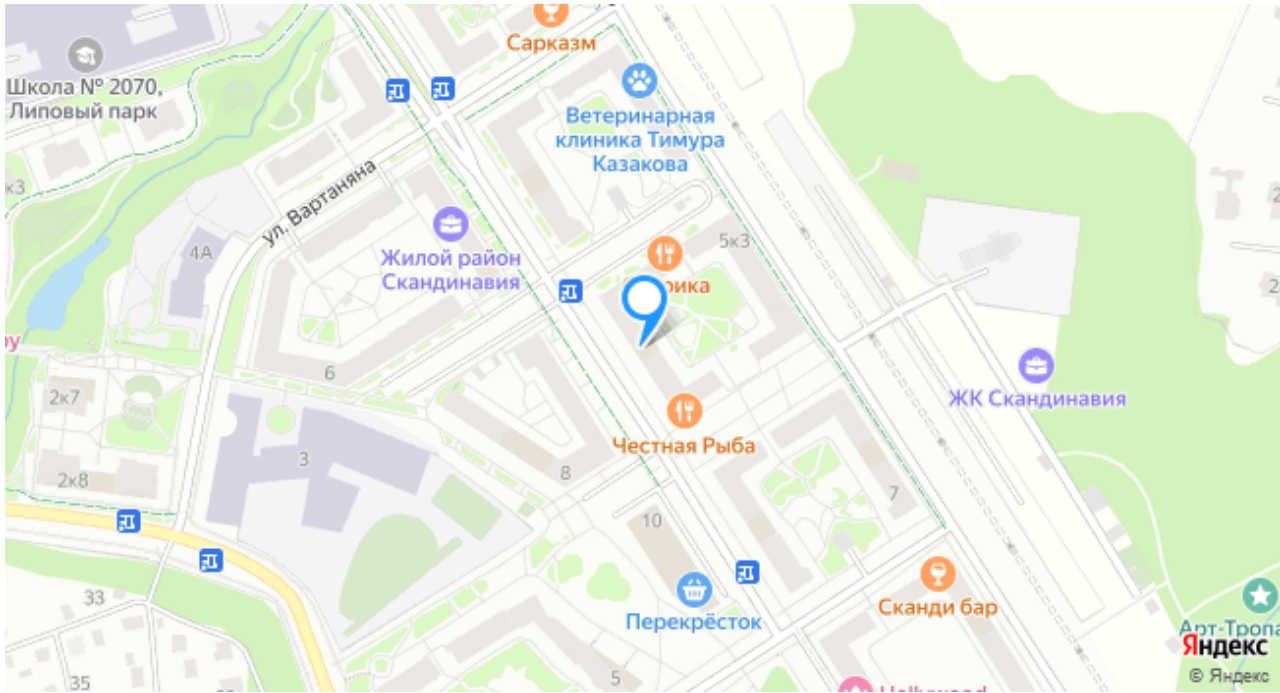 Сарказм
Школа № 2070,
Липовый парк
Ветеринарная
клиника Тимура
Казакова
к3
ул. Вартаняна
4А
Жилой район
Скандинавия
5к3
2
6
2к7
ЖК Скандинавия
Честная Рыба
3
8
2к8
7
10
Сканди бар
Перекрёсток
33
Арт-Тропа
Яндекс
35
5
© Яндекс